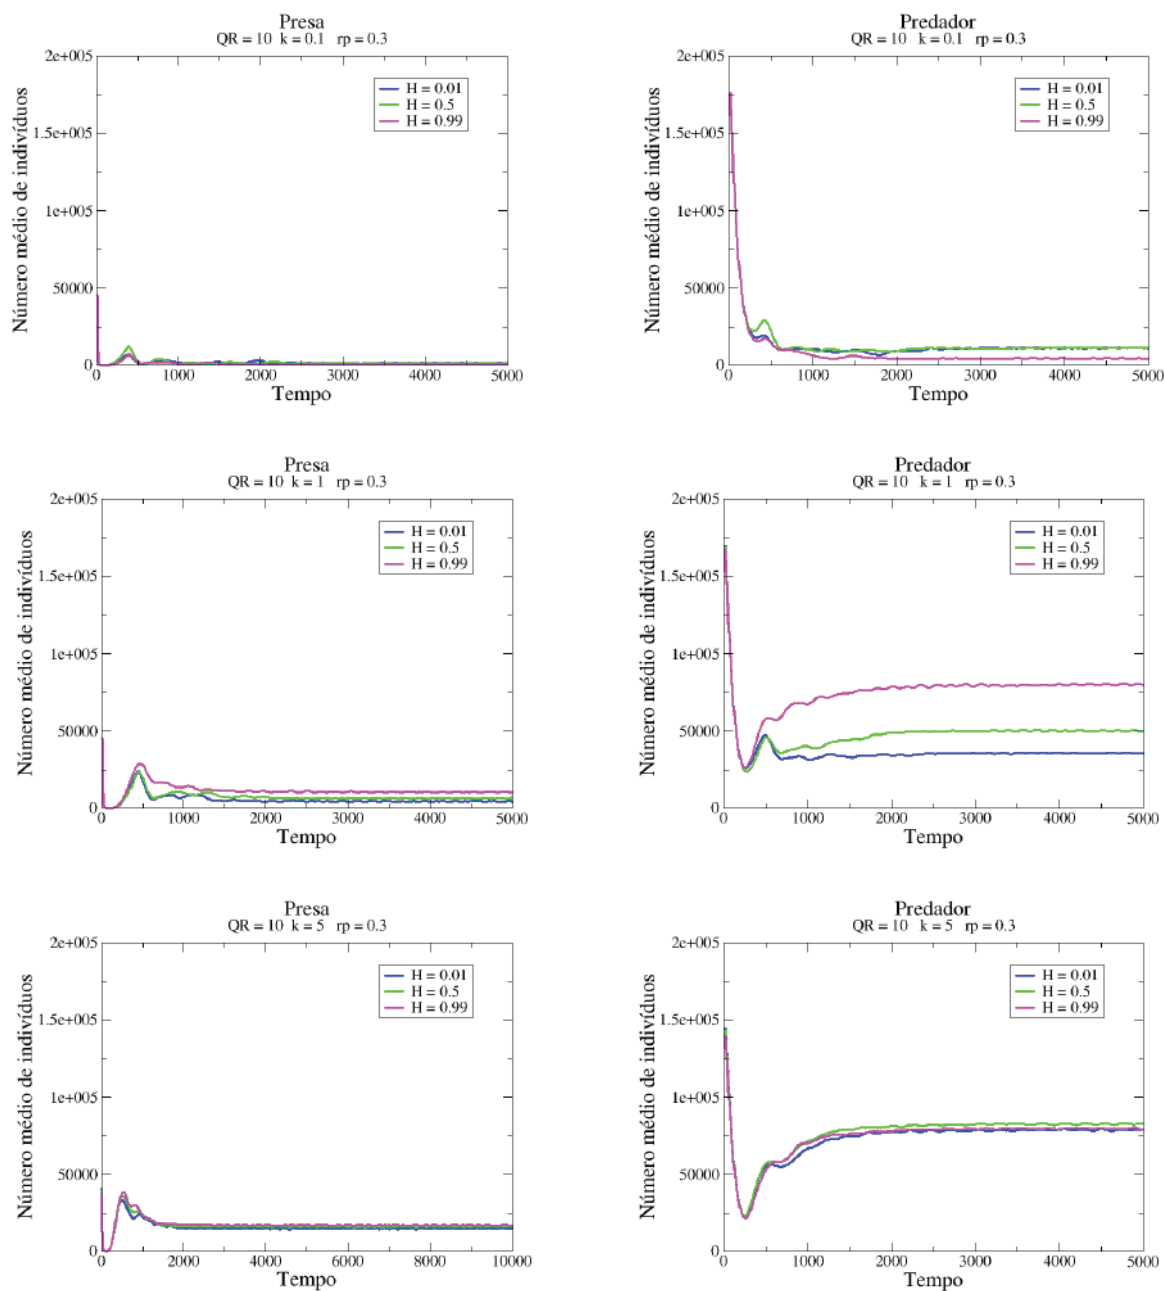 Presa
QR = 10 k = 0.1 rp = 0.3
Número médio de indivíduos
2e+005
1.5e+005
1e+005
50000
0
H = 0.01
H = 0.5
H = 0.99
0 1000 2000 3000 4000 5000
Tempo
Predador
QR = 10 k = 0.1 rp = 0.3
Número médio de indivíduos
2e+005
1.5e+005
1e+005
50000
0
H = 0.01
H = 0.5
H = 0.99
0 1000 2000 3000 4000 5000
Tempo
Presa
QR = 10 k = 1 rp = 0.3
Número médio de indivíduos
2e+005
1.5e+005
1e+005
50000
0
H = 0.01
H = 0.5
H = 0.99
0 1000 2000 3000 4000 5000
Tempo
Predador
QR = 10 k = 1 rp = 0.3
Número médio de indivíduos
2e+005
1.5e+005
1e+005
50000
0
H = 0.01
H = 0.5
H = 0.99
0 1000 2000 3000 4000 5000
Tempo
Presa
QR = 10 k = 5 rp = 0.3
Número médio de indivíduos
2e+005
1.5e+005
1e+005
50000
0
H = 0.01
H = 0.5
H = 0.99
0 2000 4000 6000 8000 10000
Tempo
Predador
QR = 10 k = 5 rp = 0.3
Número médio de indivíduos
2e+005
1.5e+005
1e+005
50000
0
H = 0.01
H = 0.5
H = 0.99
0 1000 2000 3000 4000 5000
Tempo